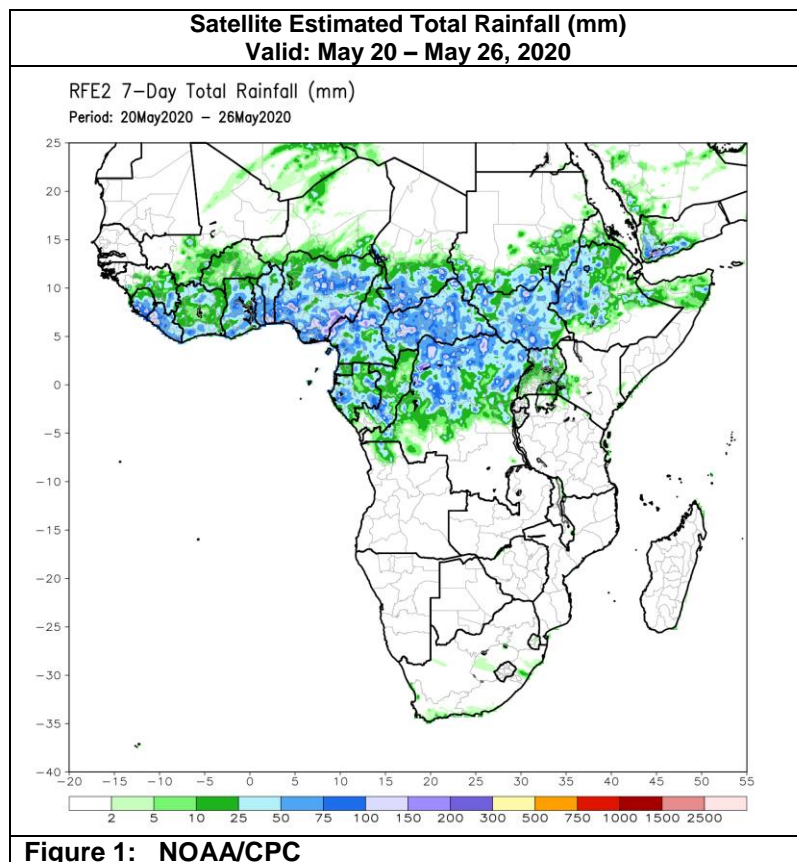 Satellite Estimated Total Rainfall (mm)
Valid: May 20 – May 26, 2020
RFE2 7-Day Total Rainfall (mm)
Period: 20May2020 - 26May2020
25
20
15
10
5
0
-5
-10
-15
-20
-25
-30
-35
-40
-20 -15 -10 -5 0 5 10 15 20 25 30 35 40 45 50 55
2 5 10 25 50 75 100 150 200 300 500 750 1000 1500 2500
Figure 1: NOAA/CPC